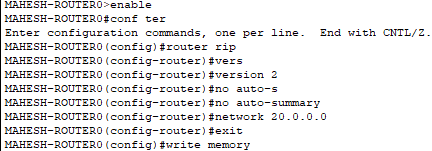 MAHESH-ROUTER0>enable
MAHESH-ROUTER0#conf ter
Enter configuration commands, one per line.  End with CNTL/Z.
MAHESH-ROUTER0(config)#router rip
MAHESH-ROUTER0(config-router)#vers
MAHESH-ROUTER0(config-router)#version 2
MAHESH-ROUTER0(config-router)#no auto-s
MAHESH-ROUTER0(config-router)#no auto-summary
MAHESH-ROUTER0(config-router)#network 20.0.0.0
MAHESH-ROUTER0(config-router)#exit
MAHESH-ROUTER0(config)#write memory